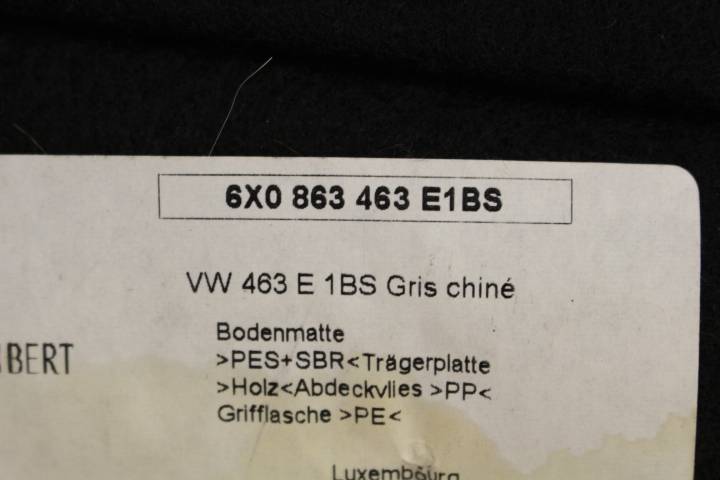 6X0 863 463 E1BS
VW 463 E 1BS Gris chiné
Bodenmatte
>PES+SBR<Trägerplatte
BERT
>Holz<Abdeckvlies >PP<
Grifflasche >PE<
Luxembourg